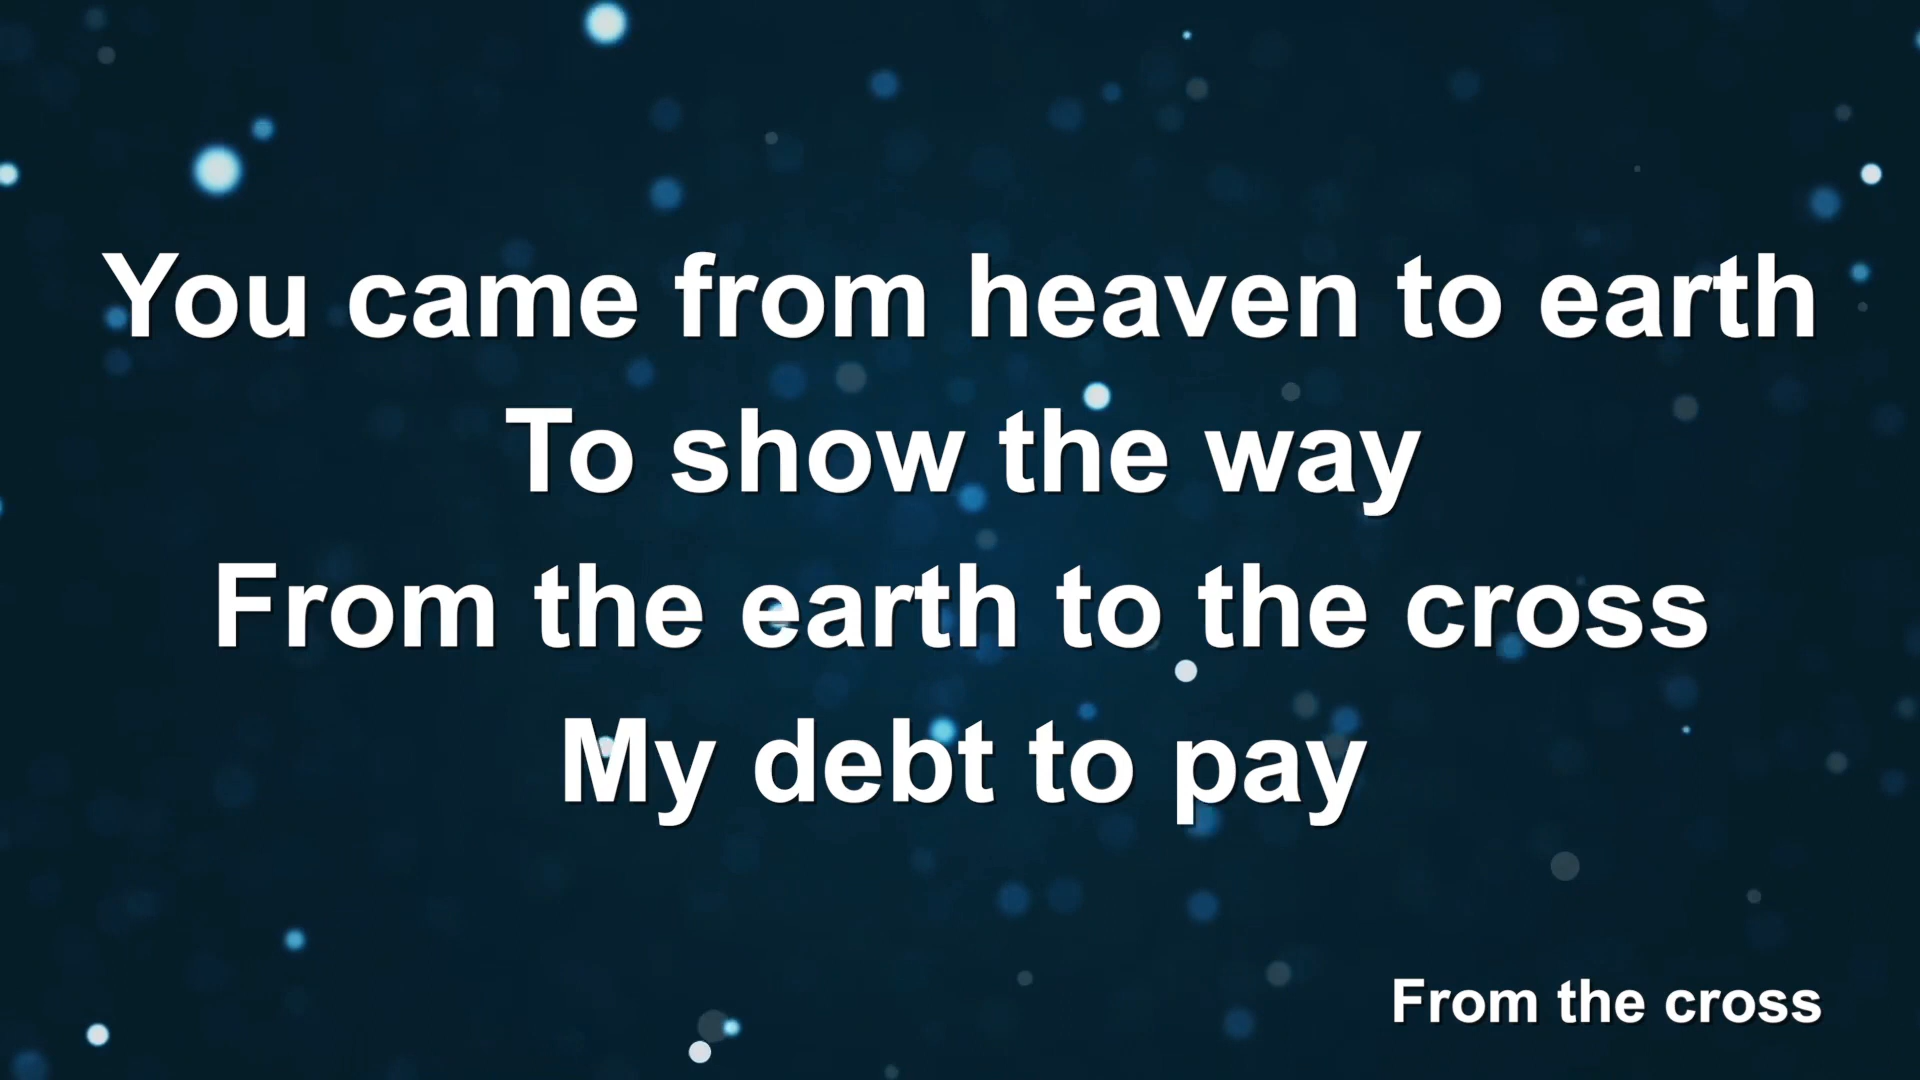 You came from heaven to earth
To show the way
From the earth to the cross
My debt to pay
From the cross